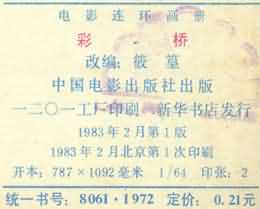 电影连环画册
彩·桥
改编：筱墓
中国电影出版社出版
一二〇一工厂印刷 新华书店发行
1983年2月第1版
1983年2月北京第1次印刷
开本：787×1092毫米 1/64 印张：2
统一书号：8061·1972 定价：0.21元